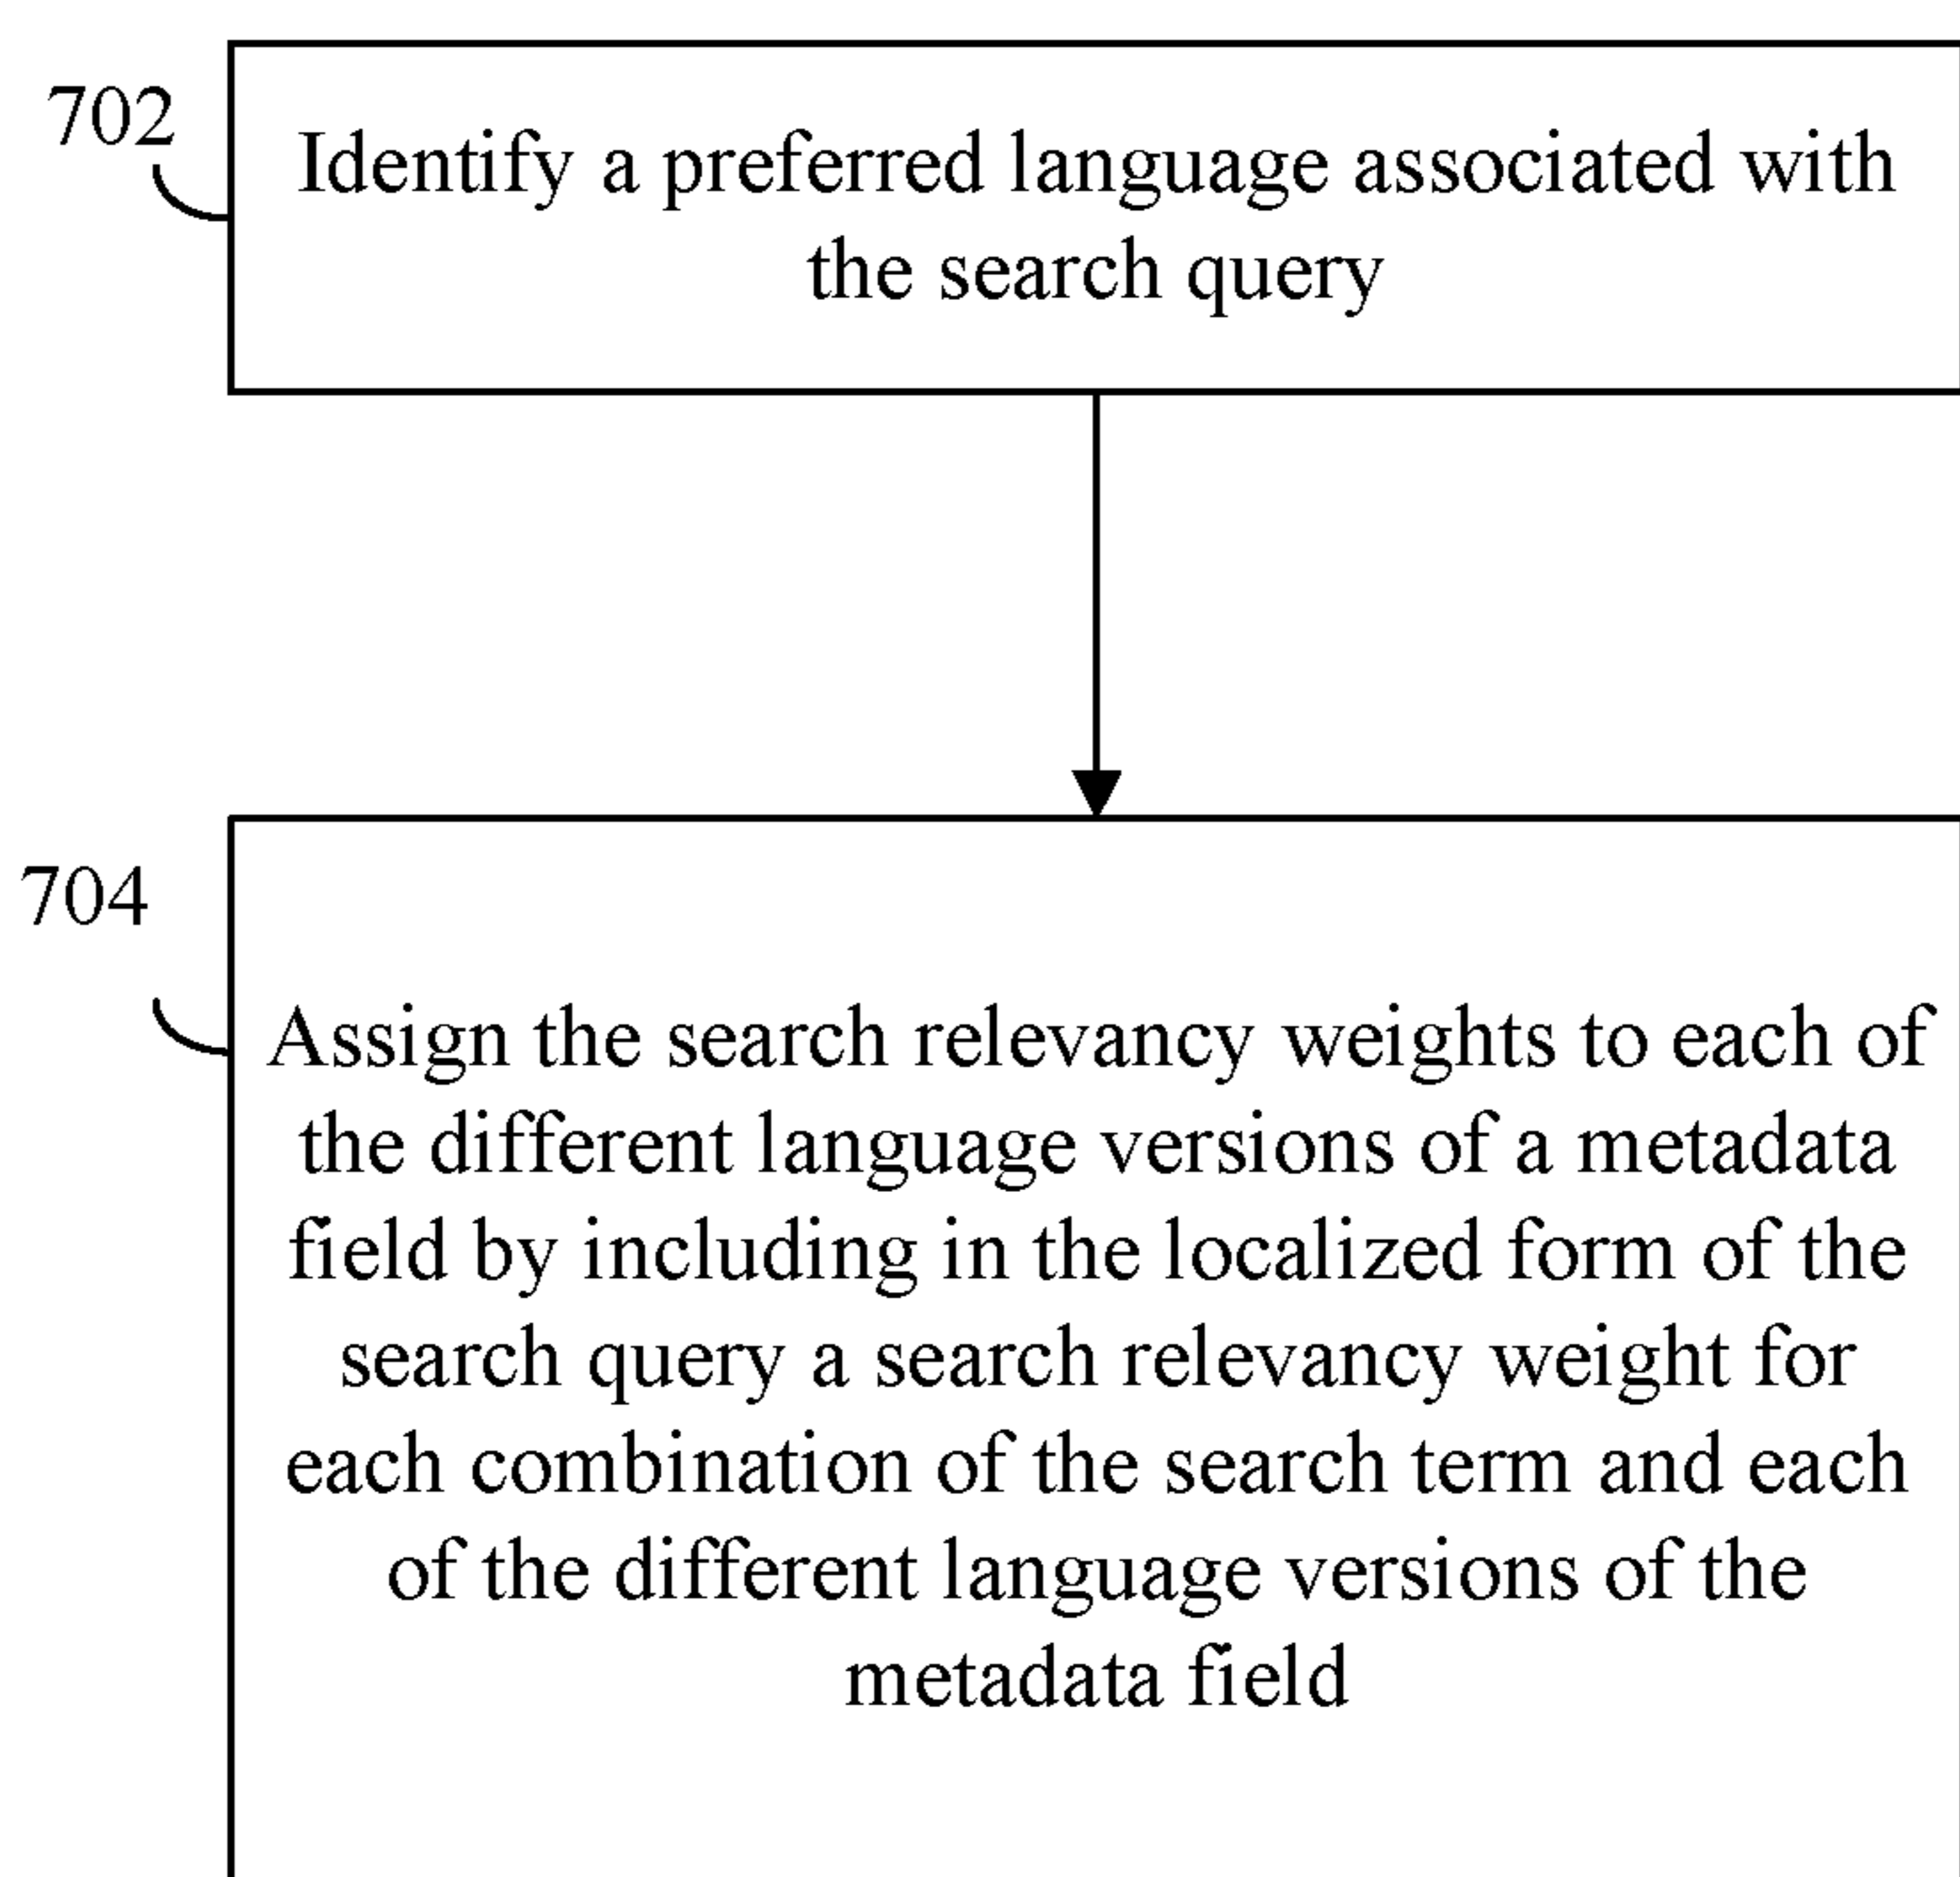 702
Identify a preferred language associated with
the search query
704
Assign the search relevancy weights to each of
the different language versions of a metadata
field by including in the localized form of the
search query a search relevancy weight for
each combination of the search term and each
of the different language versions of the
metadata field